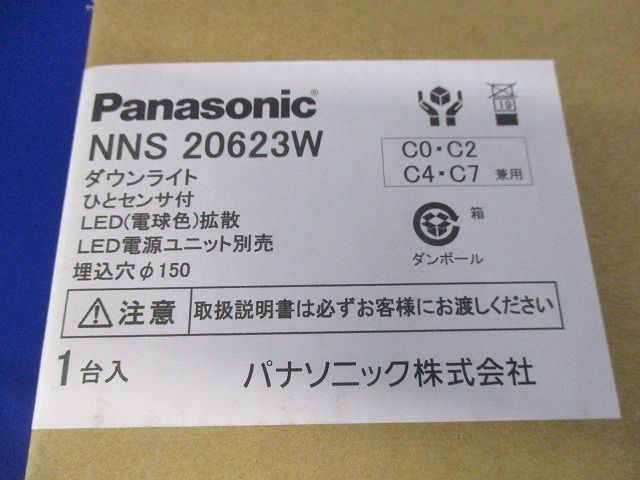 Panasonic®
NNS 20623W
ダウンライト
ひとセンサ付
LED(電球色)拡散
LED電源ユニット別売
埋込穴φ150
C0・C2
C4・C7 兼用
19
箱
ダンボール
注意
取扱説明書は必ずお客様にお渡しください
1台入
パナソニック株式会社